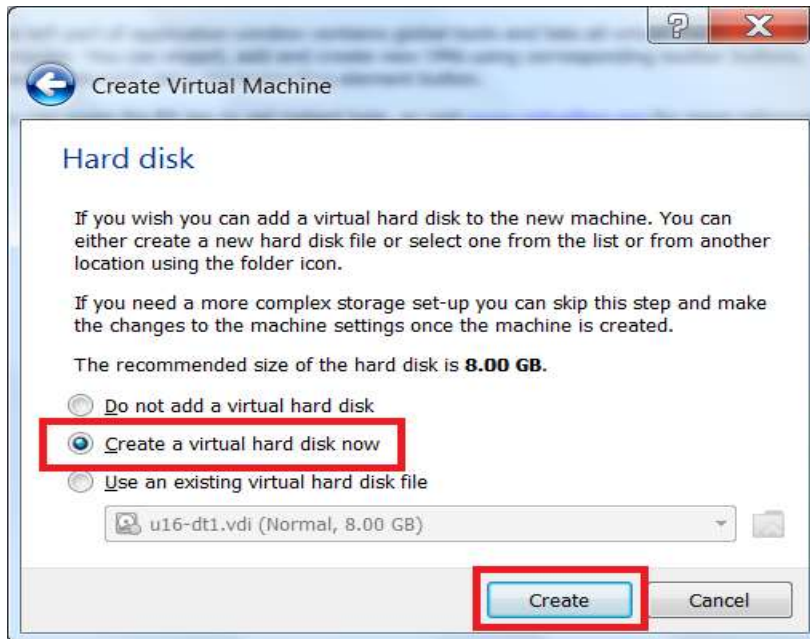 Create Virtual Machine
Hard disk
If you wish you can add a virtual hard disk to the new machine. You can
either create a new hard disk file or select one from the list or from another
location using the folder icon.
If you need a more complex storage set-up you can skip this step and make
the changes to the machine settings once the machine is created.
The recommended size of the hard disk is 8.00 GB.
Do not add a virtual hard disk
Create a virtual hard disk now
Use an existing virtual hard disk file
u16-dt1.vdi (Normal, 8.00 GB)
Create Cancel